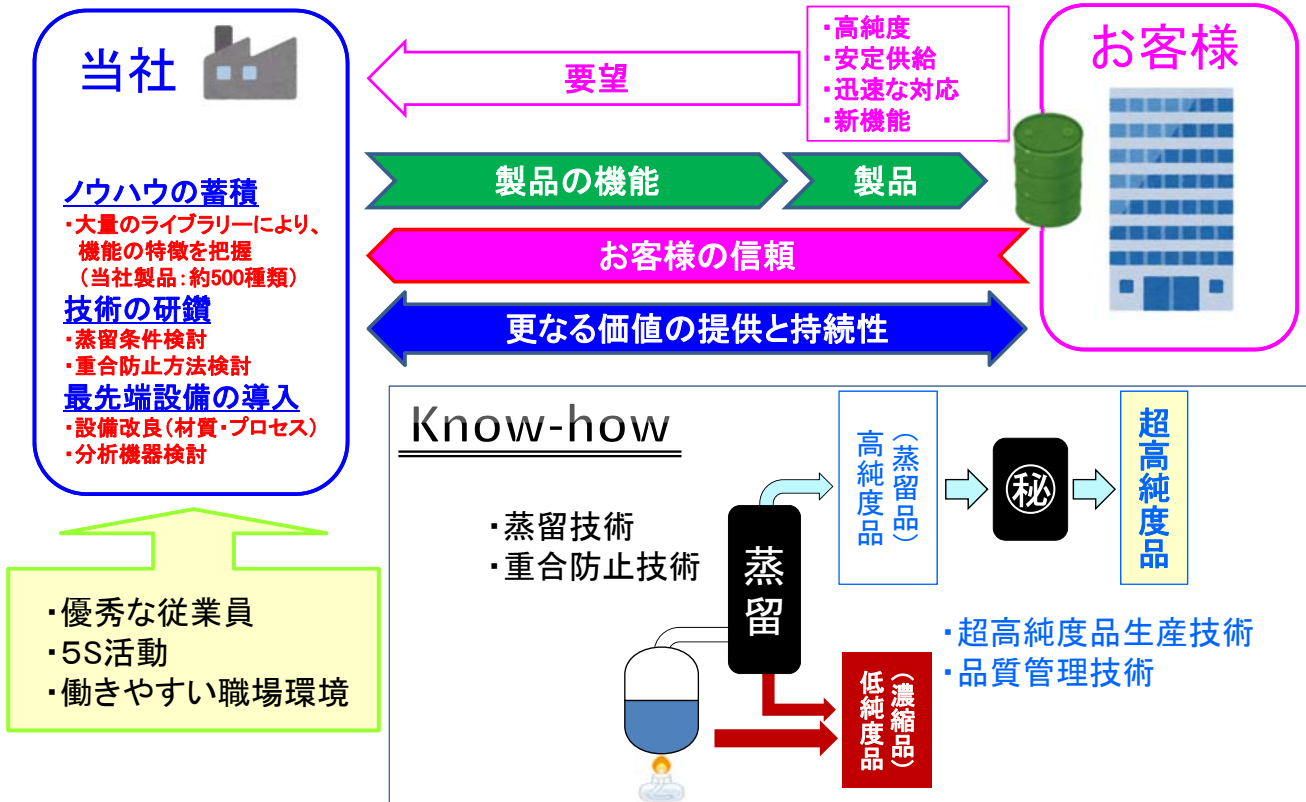 当社
ノウハウの蓄積
・大量のライブラリーにより、
機能の特徴を把握
（当社製品：約500種類）
技術の研鑽
・蒸留条件検討
・重合防止方法検討
最先端設備の導入
・設備改良（材質・プロセス）
・分析機器検討
要望
・高純度
・安定供給
・迅速な対応
・新機能
お客様
製品の機能
製品
お客様の信頼
更なる価値の提供と持続性
・優秀な従業員
・5S活動
・働きやすい職場環境
Know-how
・蒸留技術
・重合防止技術
蒸留
（蒸留品）
高純度品
㊙
超高純度品
（濃縮品）
低純度品
・超高純度品生産技術
・品質管理技術